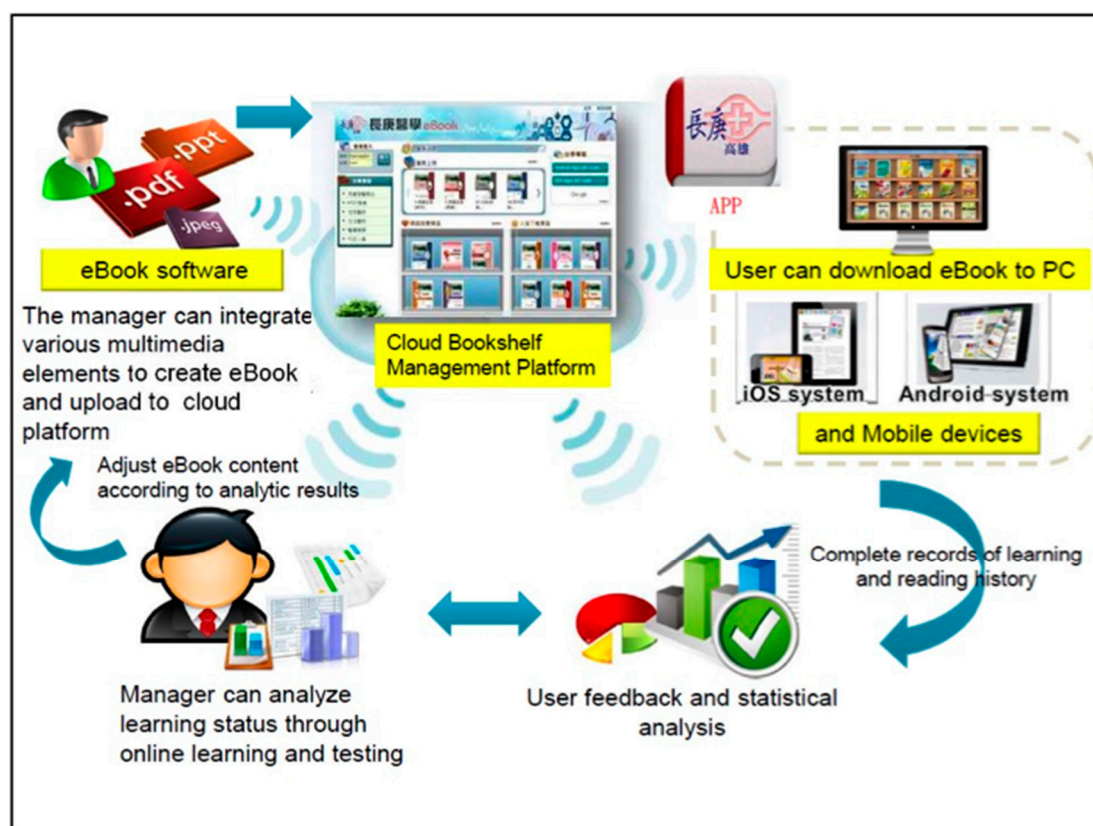 .ppt
.pdf
.jpeg
eBook software
The manager can integrate
various multimedia
elements to create eBook
and upload to cloud
platform
長庚醫學 eBook
Cloud Bookshelf
Management Platform
長庚
高雄
APP
User can download eBook to PC
iOS system
Android system
and Mobile devices
Adjust eBook content
according to analytic results
Complete records of learning
and reading history
Manager can analyze
learning status through
online learning and testing
User feedback and statistical
analysis